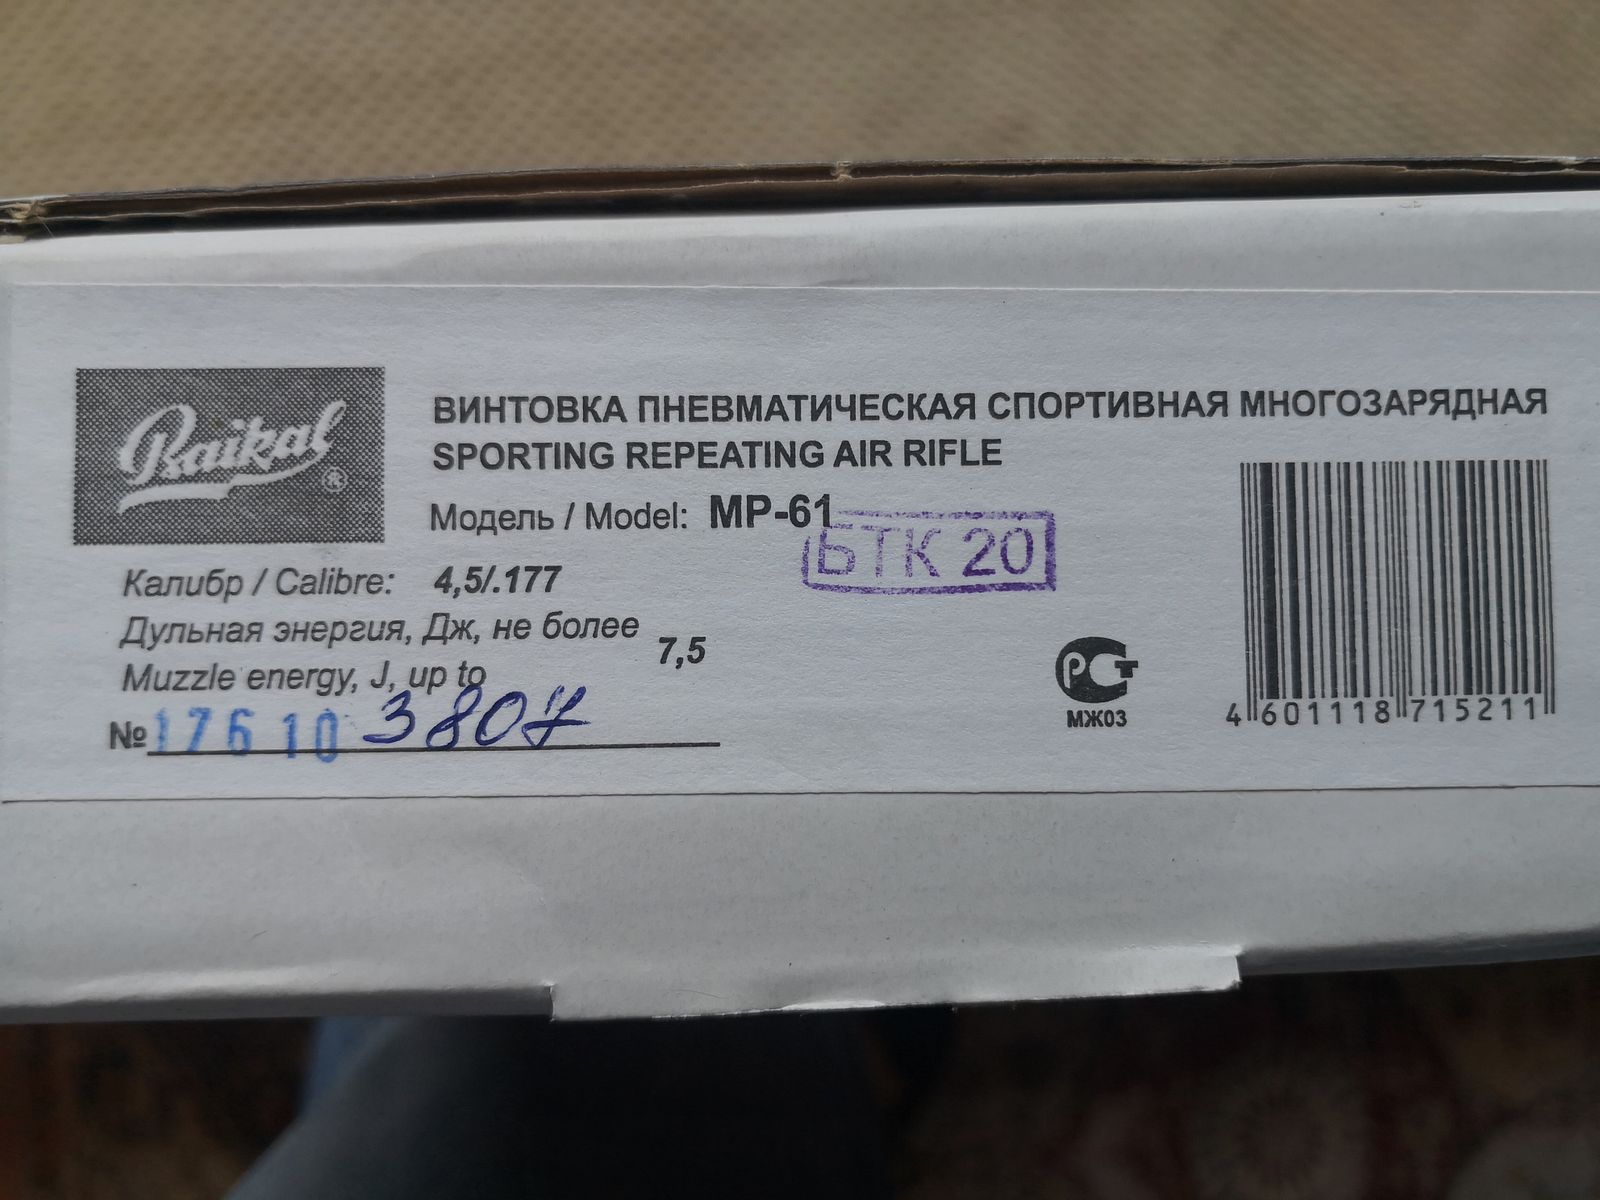 Baikal ®
ВИНТОВКА ПНЕВМАТИЧЕСКАЯ СПОРТИВНАЯ МНОГОЗАРЯДНАЯ
SPORTING REPEATING AIR RIFLE
Модель / Model: MP-61
БТК 20
Калибр / Calibre: 4,5/.177
Дульная энергия, Дж, не более
Muzzle energy, J, up to 7,5
№ 17610 3807
РСТ
МЖ03
4 601118 715211